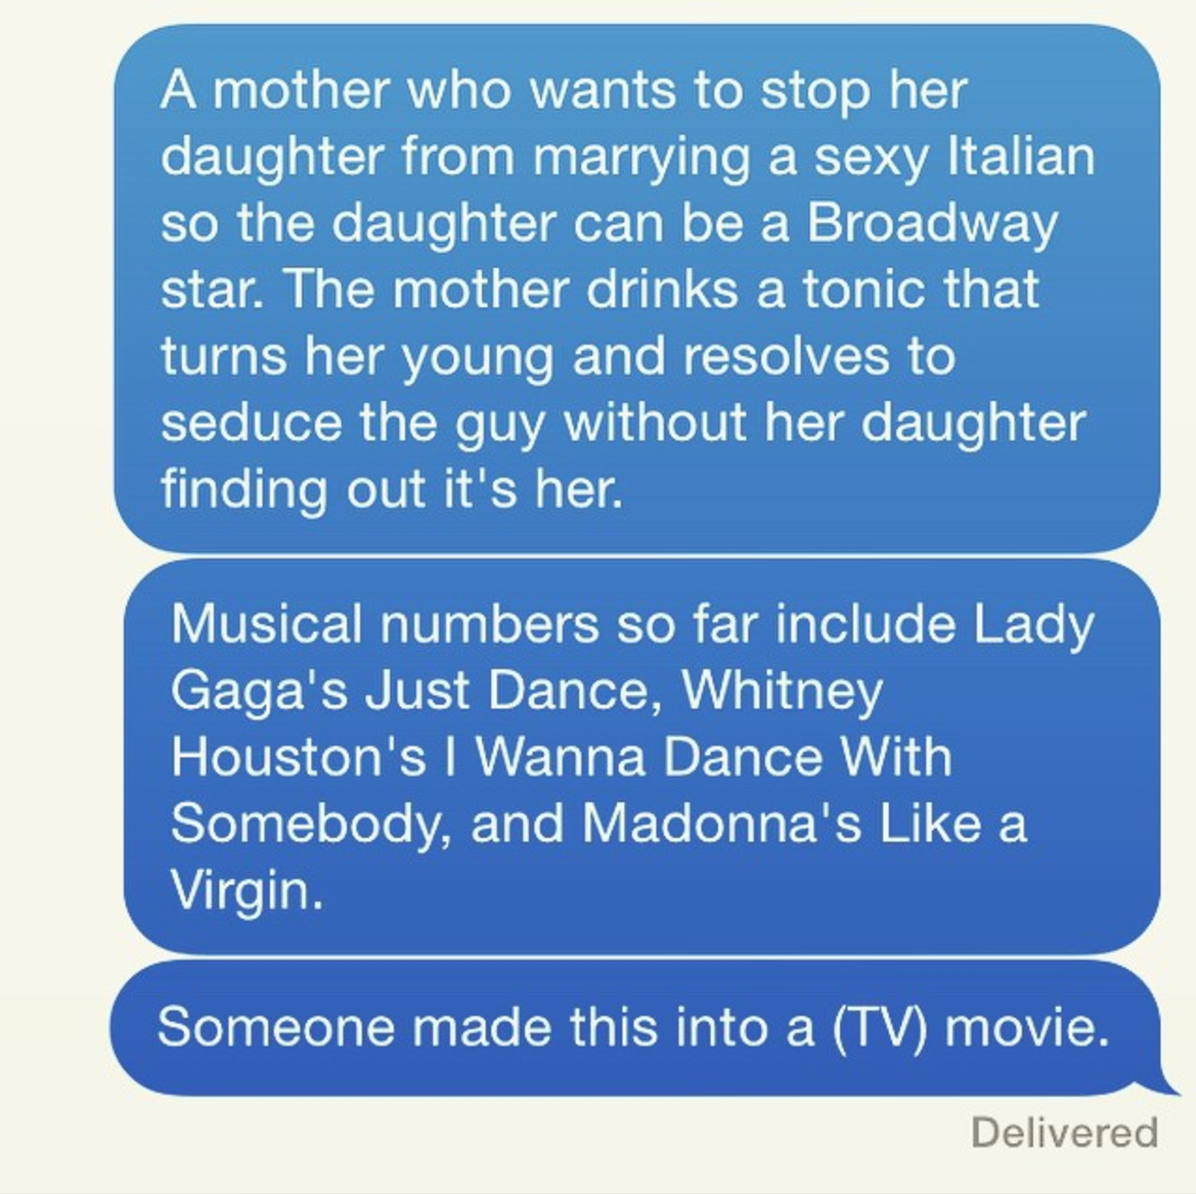 A mother who wants to stop her
daughter from marrying a sexy Italian
so the daughter can be a Broadway
star. The mother drinks a tonic that
turns her young and resolves to
seduce the guy without her daughter
finding out it's her.
Musical numbers so far include Lady
Gaga's Just Dance, Whitney
Houston's I Wanna Dance With
Somebody, and Madonna's Like a
Virgin.
Someone made this into a (TV) movie.
Delivered